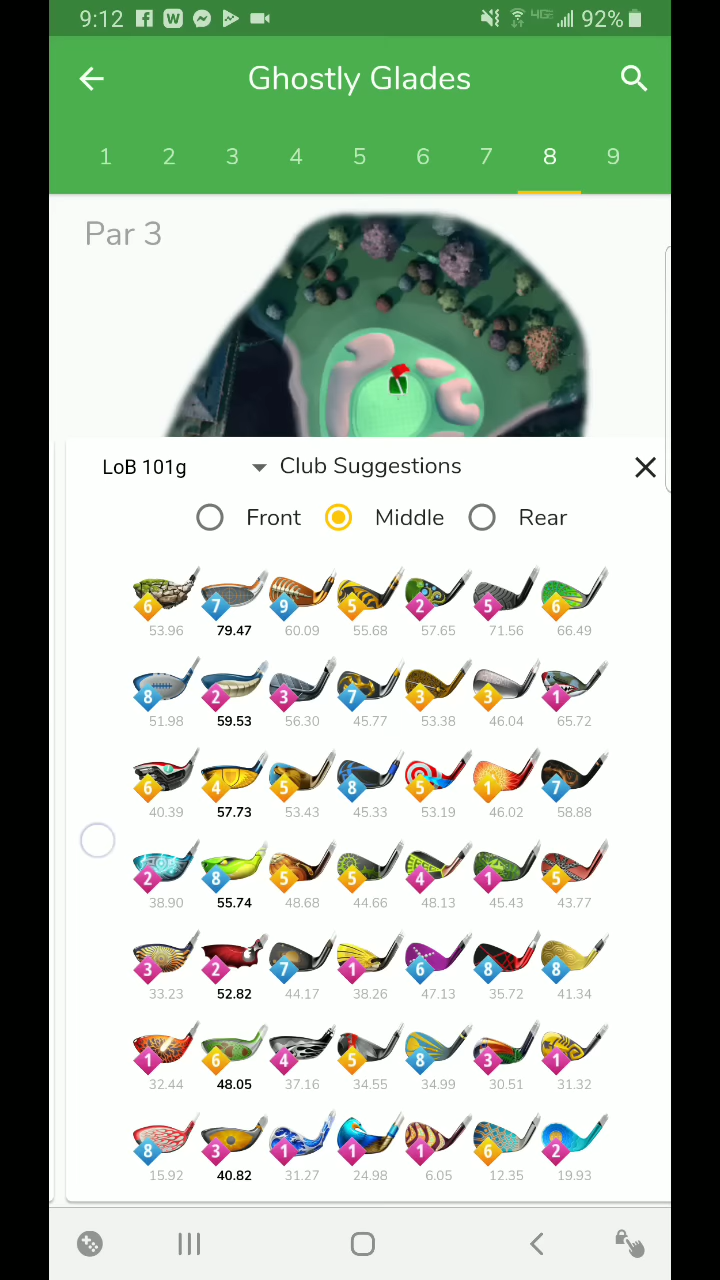 9:12 W 4G 92%
Ghostly Glades
1 2 3 4 5 6 7 8 9
Par 3
LoB 101g Club Suggestions
Front Middle Rear
6 7 9 5 2 5 6
53.96 79.47 60.09 55.68 57.65 71.56 66.49
8 2 3 7 3 3 1
51.98 59.53 56.30 45.77 53.38 46.04 65.72
6 4 5 8 5 1 7
40.39 57.73 53.43 45.33 53.19 46.02 58.88
2 8 5 5 4 1 5
38.90 55.74 48.68 44.66 48.13 45.43 43.77
3 2 7 1 6 8 8
33.23 52.82 44.17 38.26 47.13 35.72 41.34
1 6 4 5 8 3 1
32.44 48.05 37.16 34.55 34.99 30.51 31.32
8 3 1 1 1 6 2
15.92 40.82 31.27 24.98 6.05 12.35 19.93